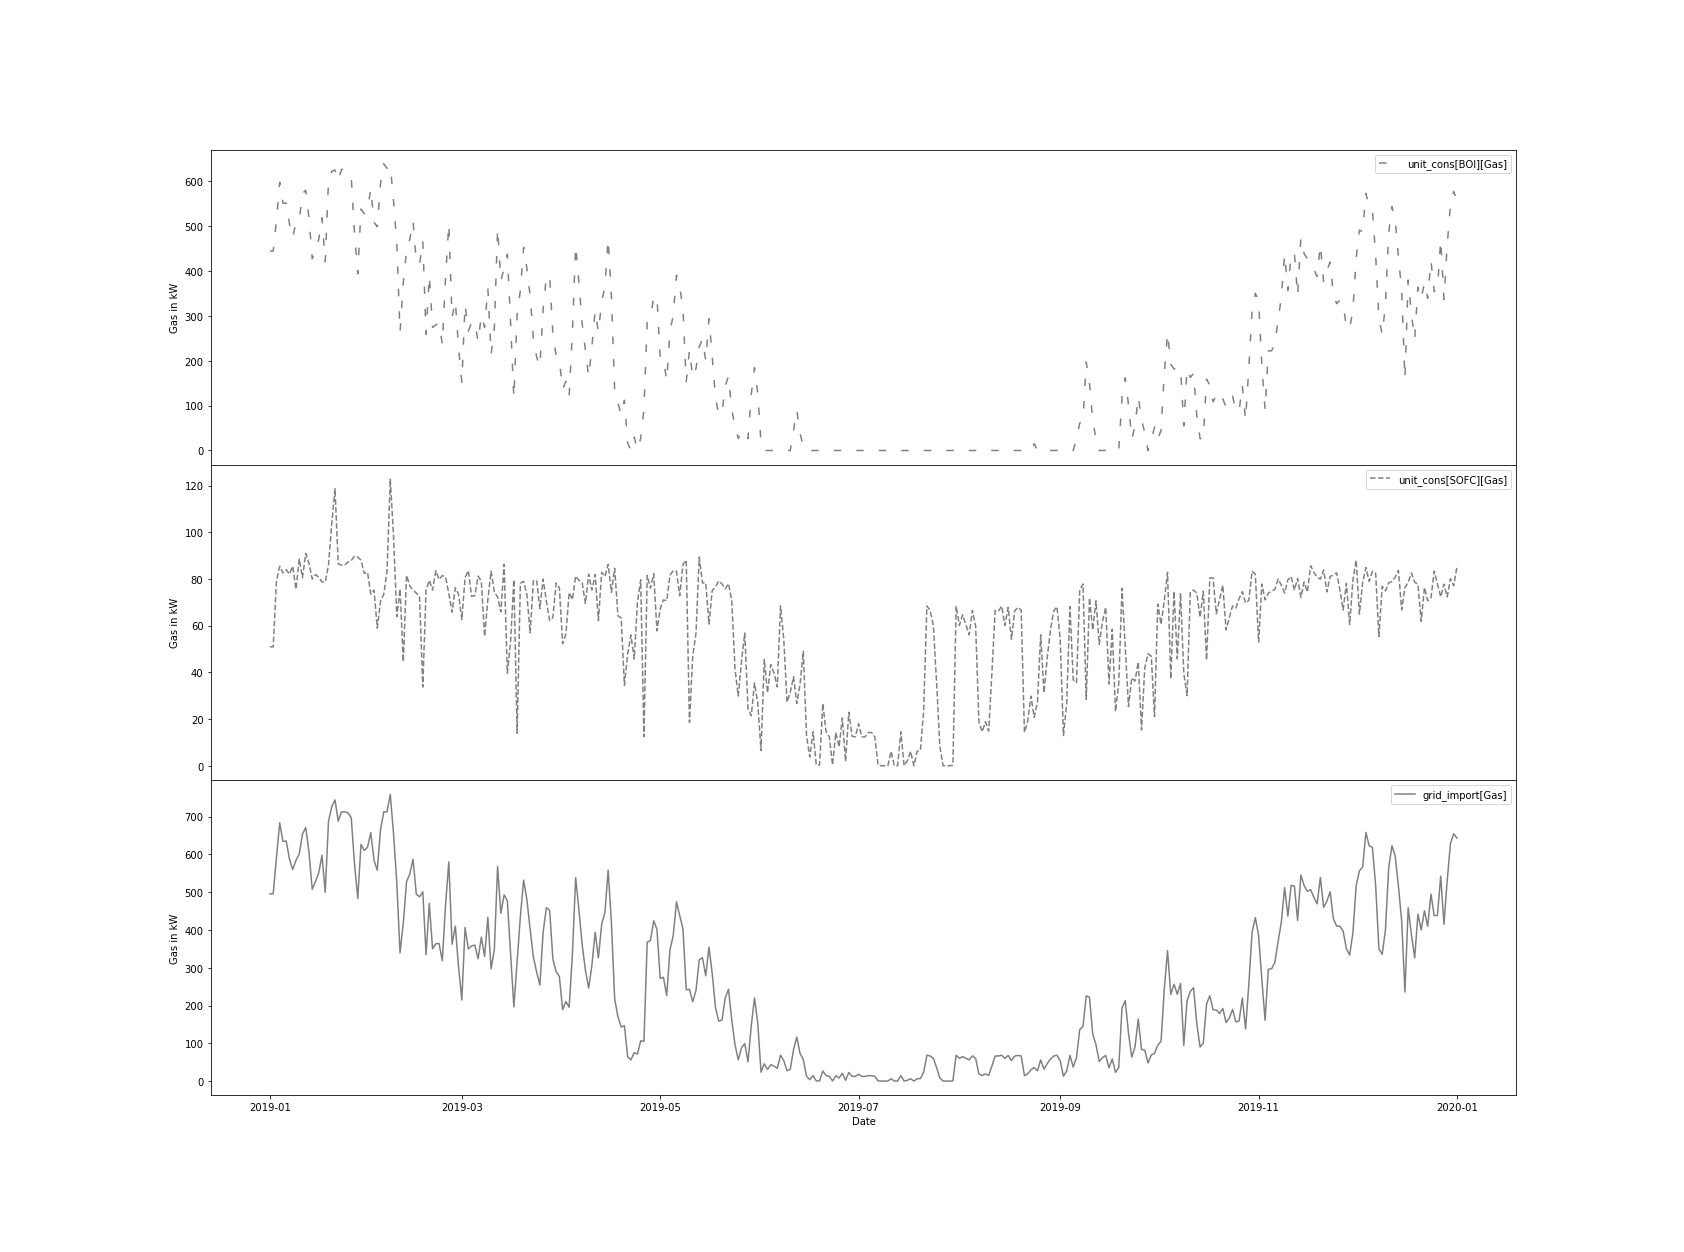 unit_cons[BOI][Gas]
600
500
400
300
200
100
0
Gas in kW
unit_cons[SOFC][Gas]
120
100
80
60
40
20
0
Gas in kW
grid_import[Gas]
700
600
500
400
300
200
100
0
Gas in kW
2019-01 2019-03 2019-05 2019-07 2019-09 2019-11 2020-01
Date